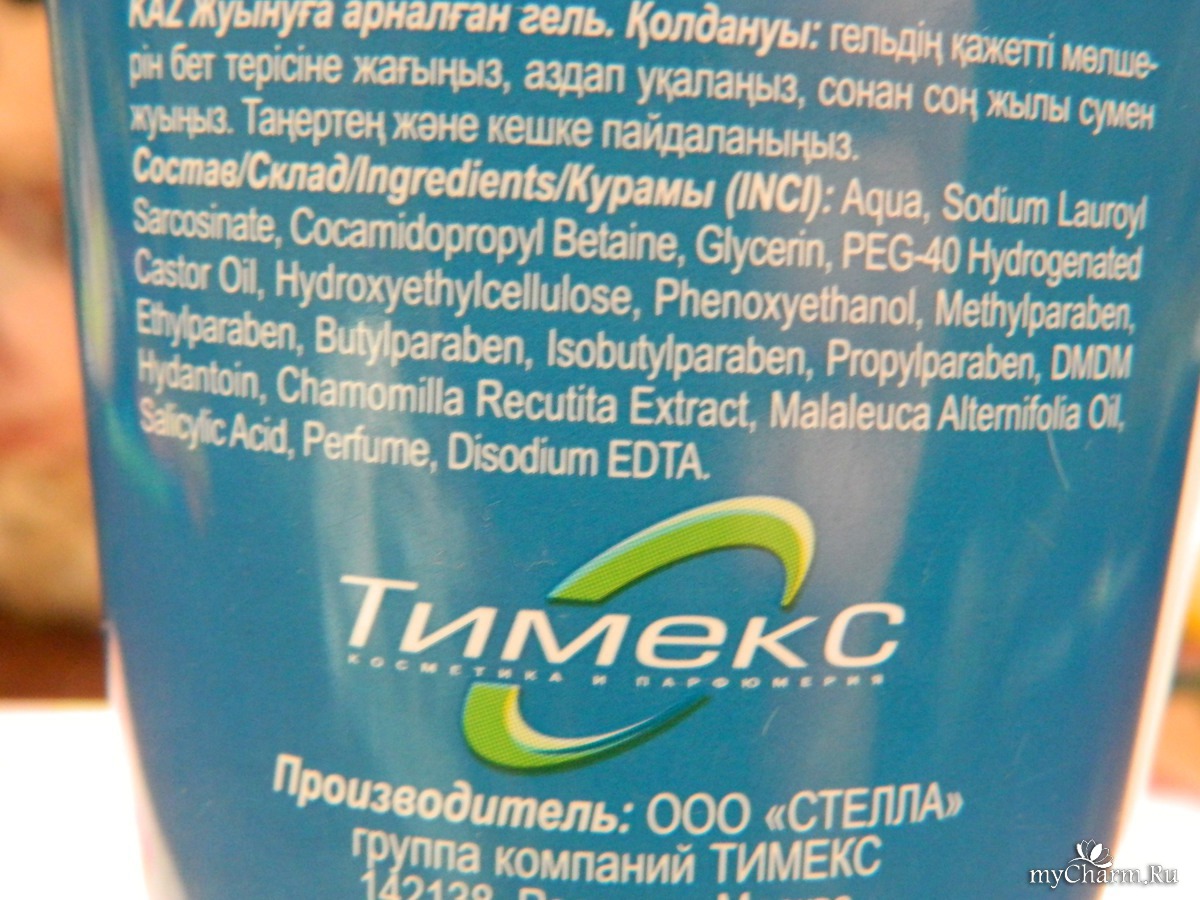 KAZ Жуынуға арналған гель. Қолдануы: гельдің қажетті мөлше-
рін бет терісіне жағыңыз, аздап уқалаңыз, сонан соң жылы сумен
жуыңыз. Таңертең және кешке пайдаланыңыз.
Состав/Склад/Ingredients/Курамы (INCI): Aqua, Sodium Lauroyl
Sarcosinate, Cocamidopropyl Betaine, Glycerin, PEG-40 Hydrogenated
Castor Oil, Hydroxyethylcellulose, Phenoxyethanol, Methylparaben,
Ethylparaben, Butylparaben, Isobutylparaben, Propylparaben, DMDM
Hydantoin, Chamomilla Recutita Extract, Malaleuca Alternifolia Oil,
Salicylic Acid, Perfume, Disodium EDTA.
Тимекс
КОСМЕТИКА И ПАРФЮМЕРИЯ
Производитель: ООО «СТЕЛЛА»
группа компаний ТИМЕКС
myCharm.Ru